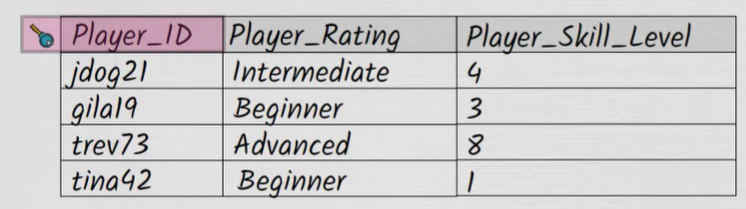 Player_ID Player_Rating Player_Skill_Level
jdog21 Intermediate 4
gila19 Beginner 3
trev73 Advanced 8
tina42 Beginner 1